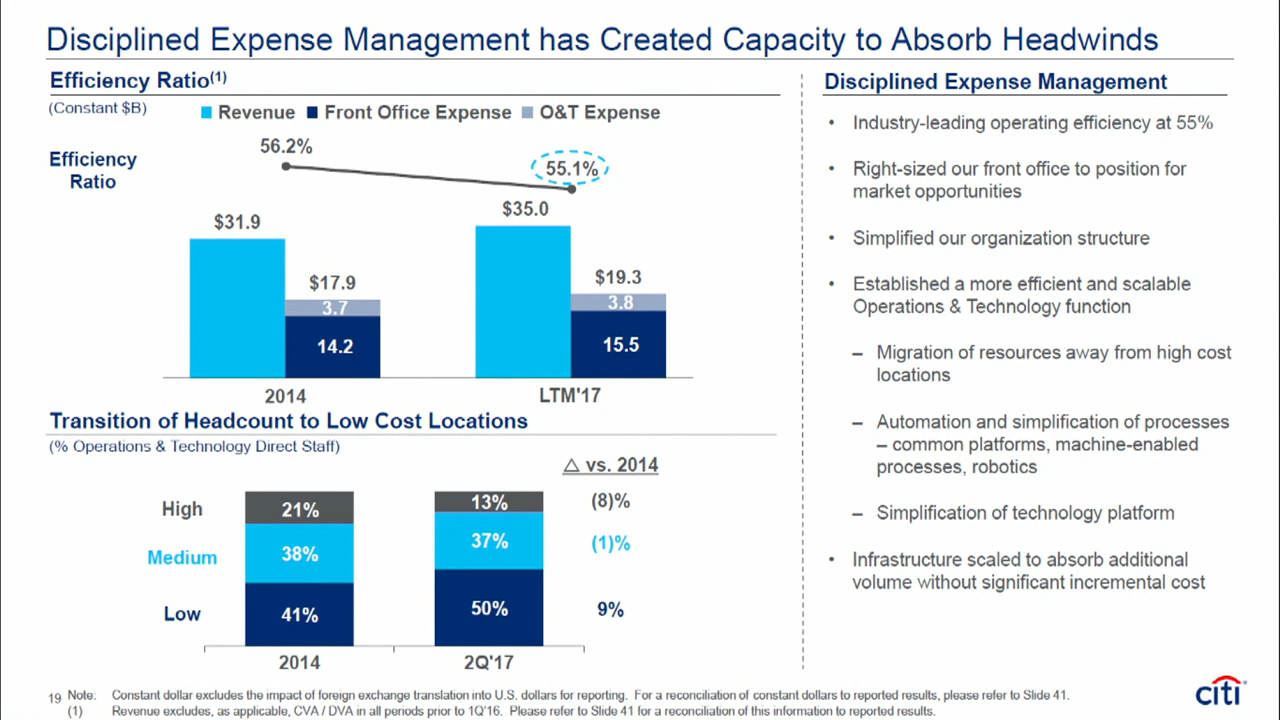 Disciplined Expense Management has Created Capacity to Absorb Headwinds
Efficiency Ratio(1)
(Constant $B)
Revenue Front Office Expense O&T Expense
Efficiency
Ratio
56.2%
55.1%
$31.9
$17.9
3.7
14.2
$35.0
$19.3
3.8
15.5
2014
LTM'17
Transition of Headcount to Low Cost Locations
(% Operations & Technology Direct Staff)
△ vs. 2014
High 21% 13% (8)%
Medium 38% 37% (1)%
Low 41% 50% 9%
2014 2Q'17
Disciplined Expense Management
• Industry-leading operating efficiency at 55%
• Right-sized our front office to position for
market opportunities
• Simplified our organization structure
• Established a more efficient and scalable
Operations & Technology function
– Migration of resources away from high cost
locations
– Automation and simplification of processes
– common platforms, machine-enabled
processes, robotics
– Simplification of technology platform
• Infrastructure scaled to absorb additional
volume without significant incremental cost
19 Note: Constant dollar excludes the impact of foreign exchange translation into U.S. dollars for reporting. For a reconciliation of constant dollars to reported results, please refer to Slide 41.
(1) Revenue excludes, as applicable, CVA / DVA in all periods prior to 1Q'16. Please refer to Slide 41 for a reconciliation of this information to reported results.
citi